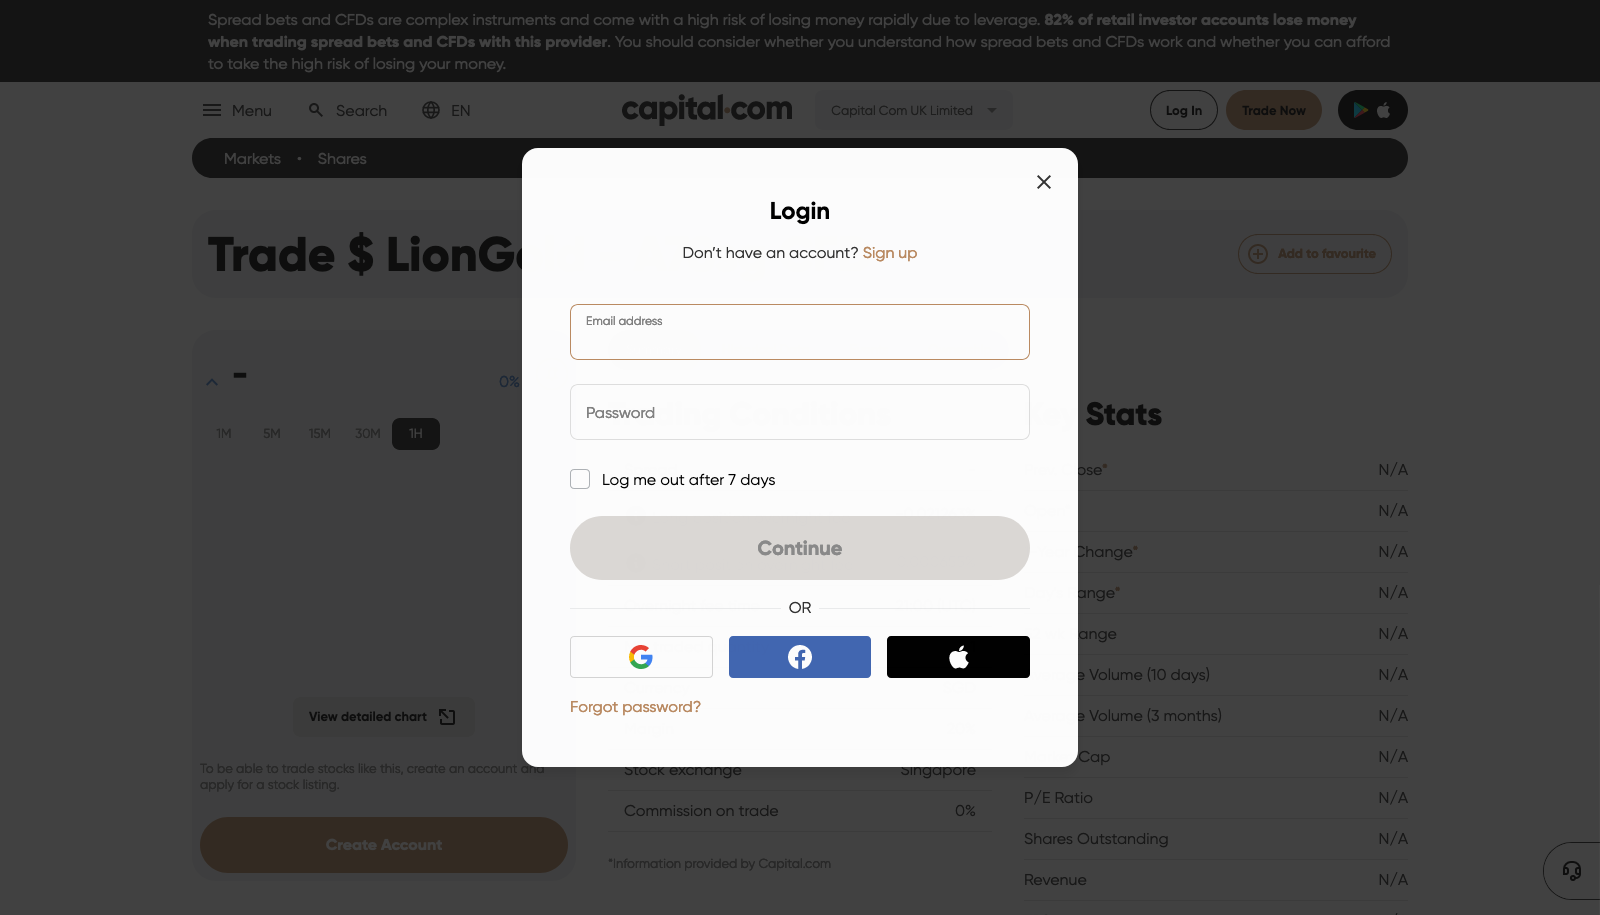 Spread bets and CFDs are complex instruments and come with a high risk of losing money rapidly due to leverage. 82% of retail investor accounts lose money
when trading spread bets and CFDs with this provider. You should consider whether you understand how spread bets and CFDs work and whether you can afford
to take the high risk of losing your money.
Menu
Search
EN
capital.com
Capital Com UK Limited
Log In
Trade Now
Markets • Shares
Trade $
Add to favourite
Login
Don't have an account? Sign up
Email address
Password
Log me out after 7 days
Continue
OR
Forgot password?
0%
1M 5M 15M 30M 1H
View detailed chart
To be able to trade stocks like this, create an account and
apply for a stock listing.
Create Account
Stock exchange Singapore
Commission on trade 0%
*Information provided by Capital.com
Stats
N/A
N/A
Change* N/A
N/A
N/A
Volume (10 days) N/A
Volume (3 months) N/A
Cap N/A
P/E Ratio N/A
Shares Outstanding N/A
Revenue N/A